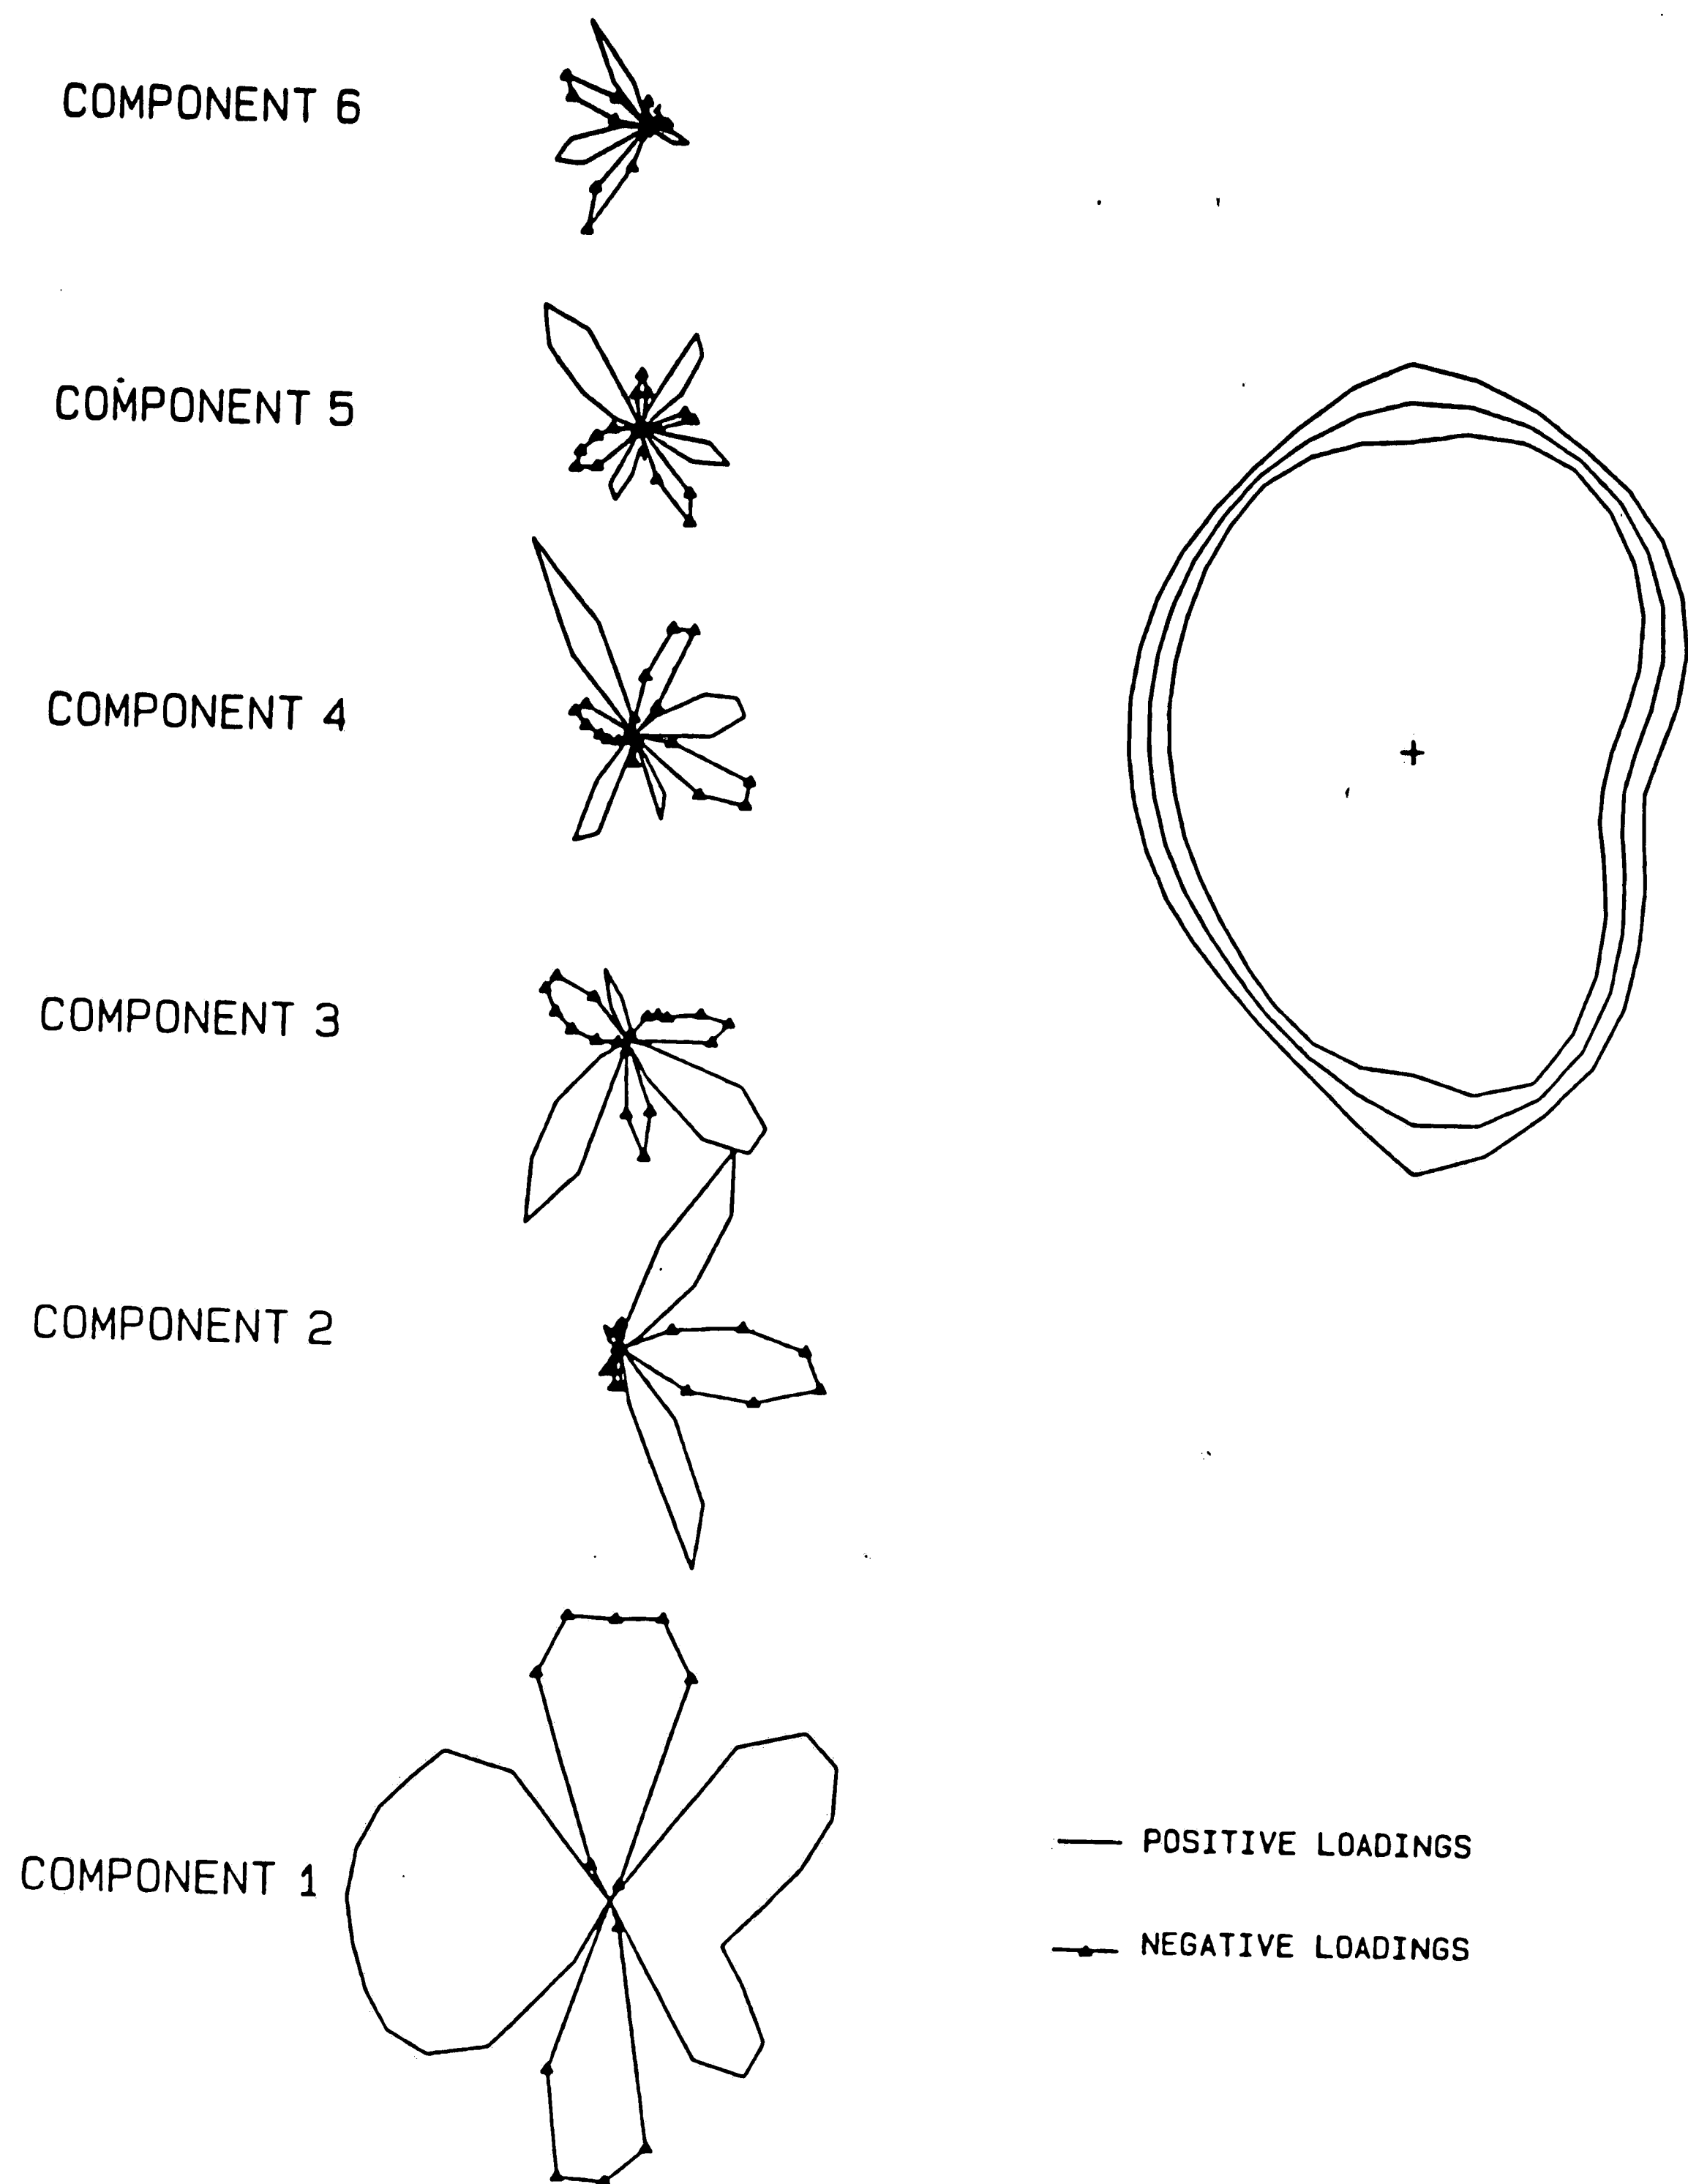 COMPONENT 6
COMPONENT 5
COMPONENT 4
COMPONENT 3
COMPONENT 2
COMPONENT 1
POSITIVE LOADINGS
NEGATIVE LOADINGS